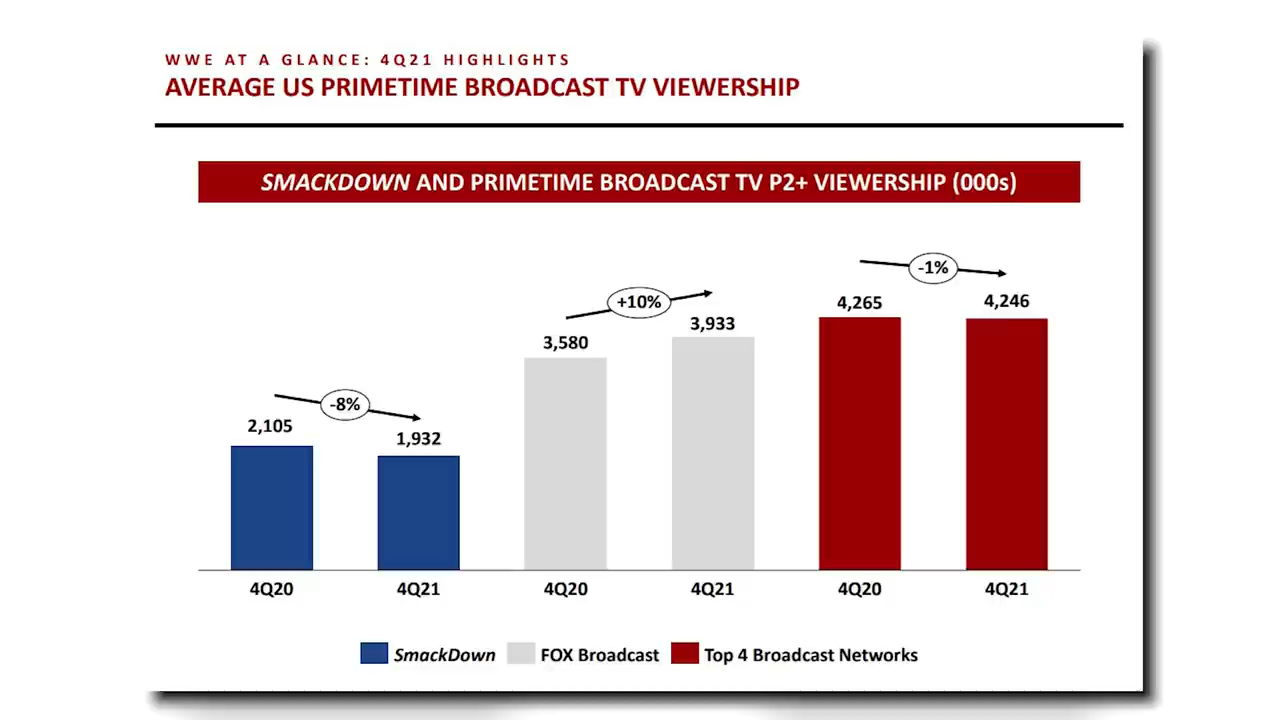 WWE AT A GLANCE: 4Q21 HIGHLIGHTS
AVERAGE US PRIMETIME BROADCAST TV VIEWERSHIP
SMACKDOWN AND PRIMETIME BROADCAST TV P2+ VIEWERSHIP (000s)
-8%
2,105
1,932
+10%
3,580
3,933
-1%
4,265
4,246
4Q20
4Q21
4Q20
4Q21
4Q20
4Q21
SmackDown
FOX Broadcast
Top 4 Broadcast Networks